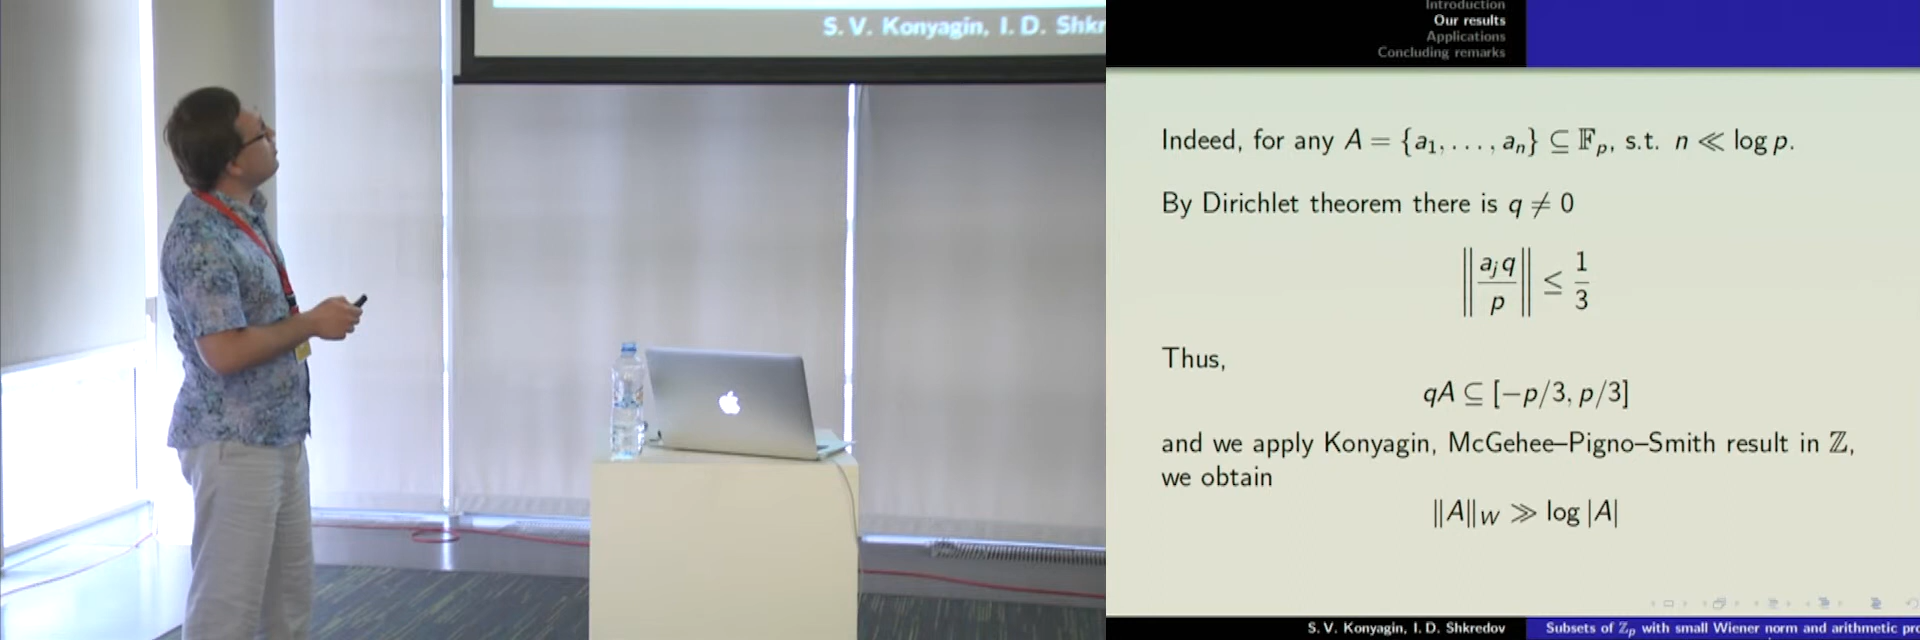 S. V. Konyagin, I. D. Shkr
Introduction
Our results
Applications
Concluding remarks
Indeed, for any A = {a₁, . . . , aₙ} ⊆ 𝔽ₚ, s.t. n ≪ log p.
By Dirichlet theorem there is q ≠ 0
‖aⱼq/p‖ ≤ 1/3
Thus,
qA ⊆ [−p/3, p/3]
and we apply Konyagin, McGehee–Pigno–Smith result in ℤ,
we obtain
‖A‖_W ≫ log |A|
S. V. Konyagin, I. D. Shkredov
Subsets of ℤₚ with small Wiener norm and arithmetic pro